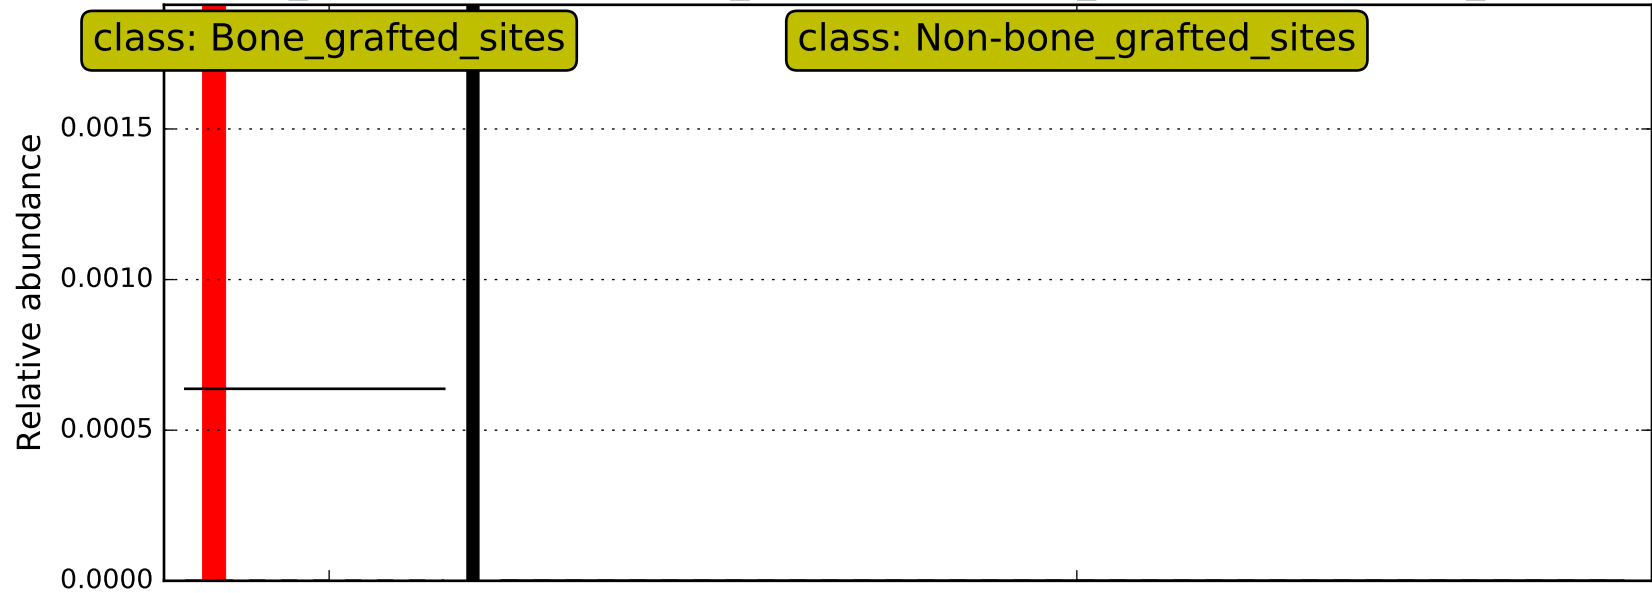 class: Bone_grafted_sites
class: Non-bone_grafted_sites
Relative abundance
0.0015
0.0010
0.0005
0.0000